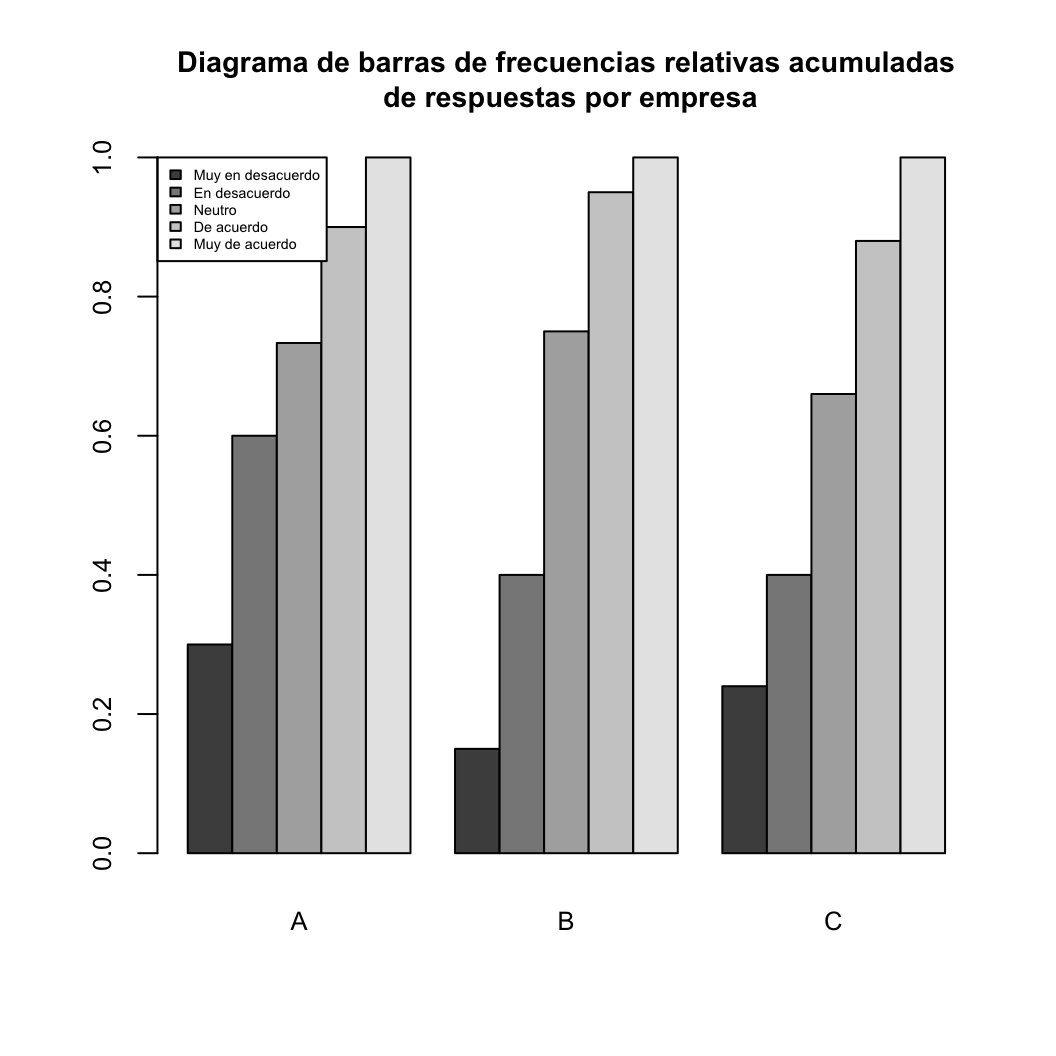 Diagrama de barras de frecuencias relativas acumuladas
de respuestas por empresa
1.0
0.8
0.6
0.4
0.2
0.0
Muy en desacuerdo
En desacuerdo
Neutro
De acuerdo
Muy de acuerdo
A B C